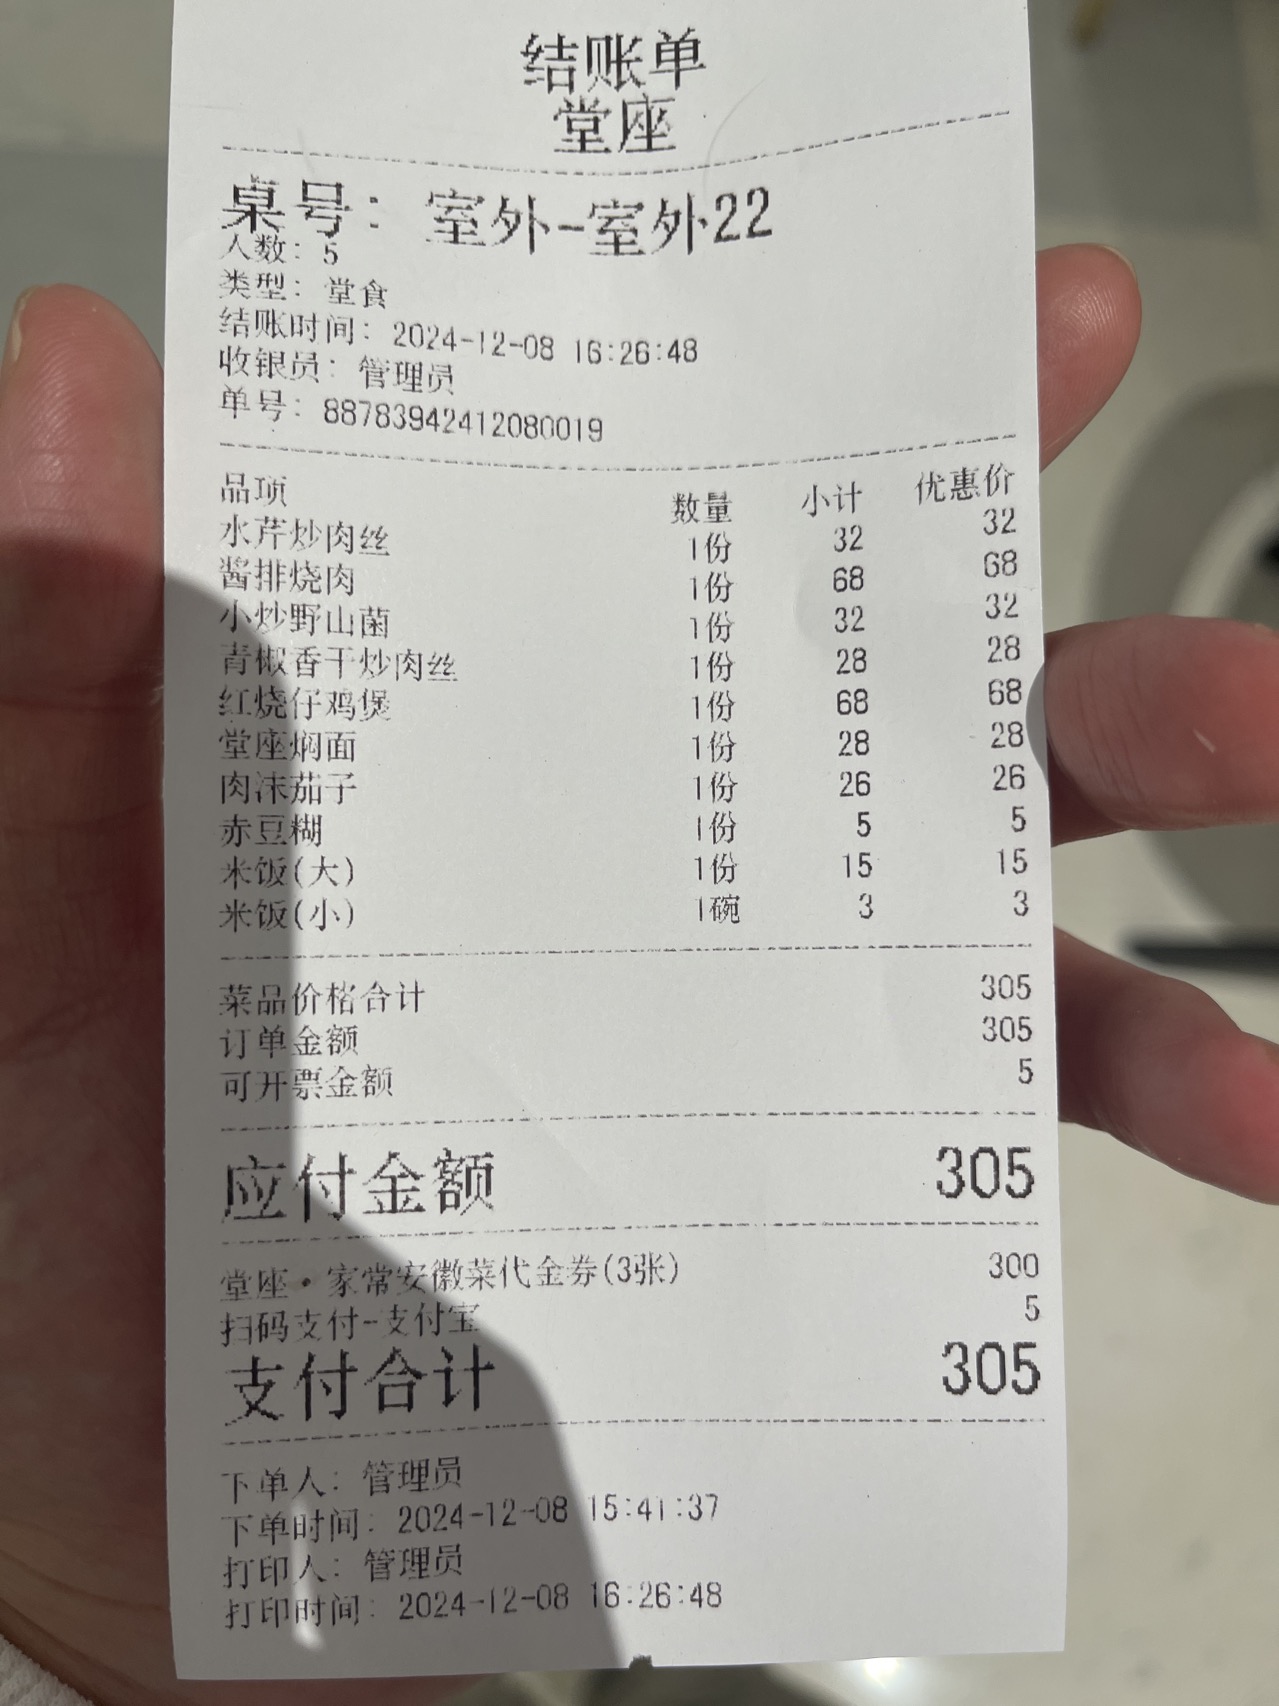 结账单
堂座
桌号： 室外-室外22
人数： 5
类型： 堂食
结账时间： 2024-12-08 16:26:48
收银员： 管理员
单号： 88783942412080019
品项 数量 小计 优惠价
水芹炒肉丝 1份 32 32
酱排烧肉 1份 68 68
小炒野山菌 1份 32 32
青椒香干炒肉丝 1份 28 28
红烧仔鸡煲 1份 68 68
堂座焖面 1份 28 28
肉沫茄子 1份 26 26
赤豆糊 1份 5 5
米饭(大) 1份 15 15
米饭(小) 1碗 3 3
菜品价格合计 305
订单金额 305
可开票金额 5
应付金额 305
堂座·家常安徽菜代金券(3张) 300
扫码支付-支付宝 5
支付合计 305
下单人： 管理员
下单时间： 2024-12-08 15:41:37
打印人： 管理员
打印时间： 2024-12-08 16:26:48